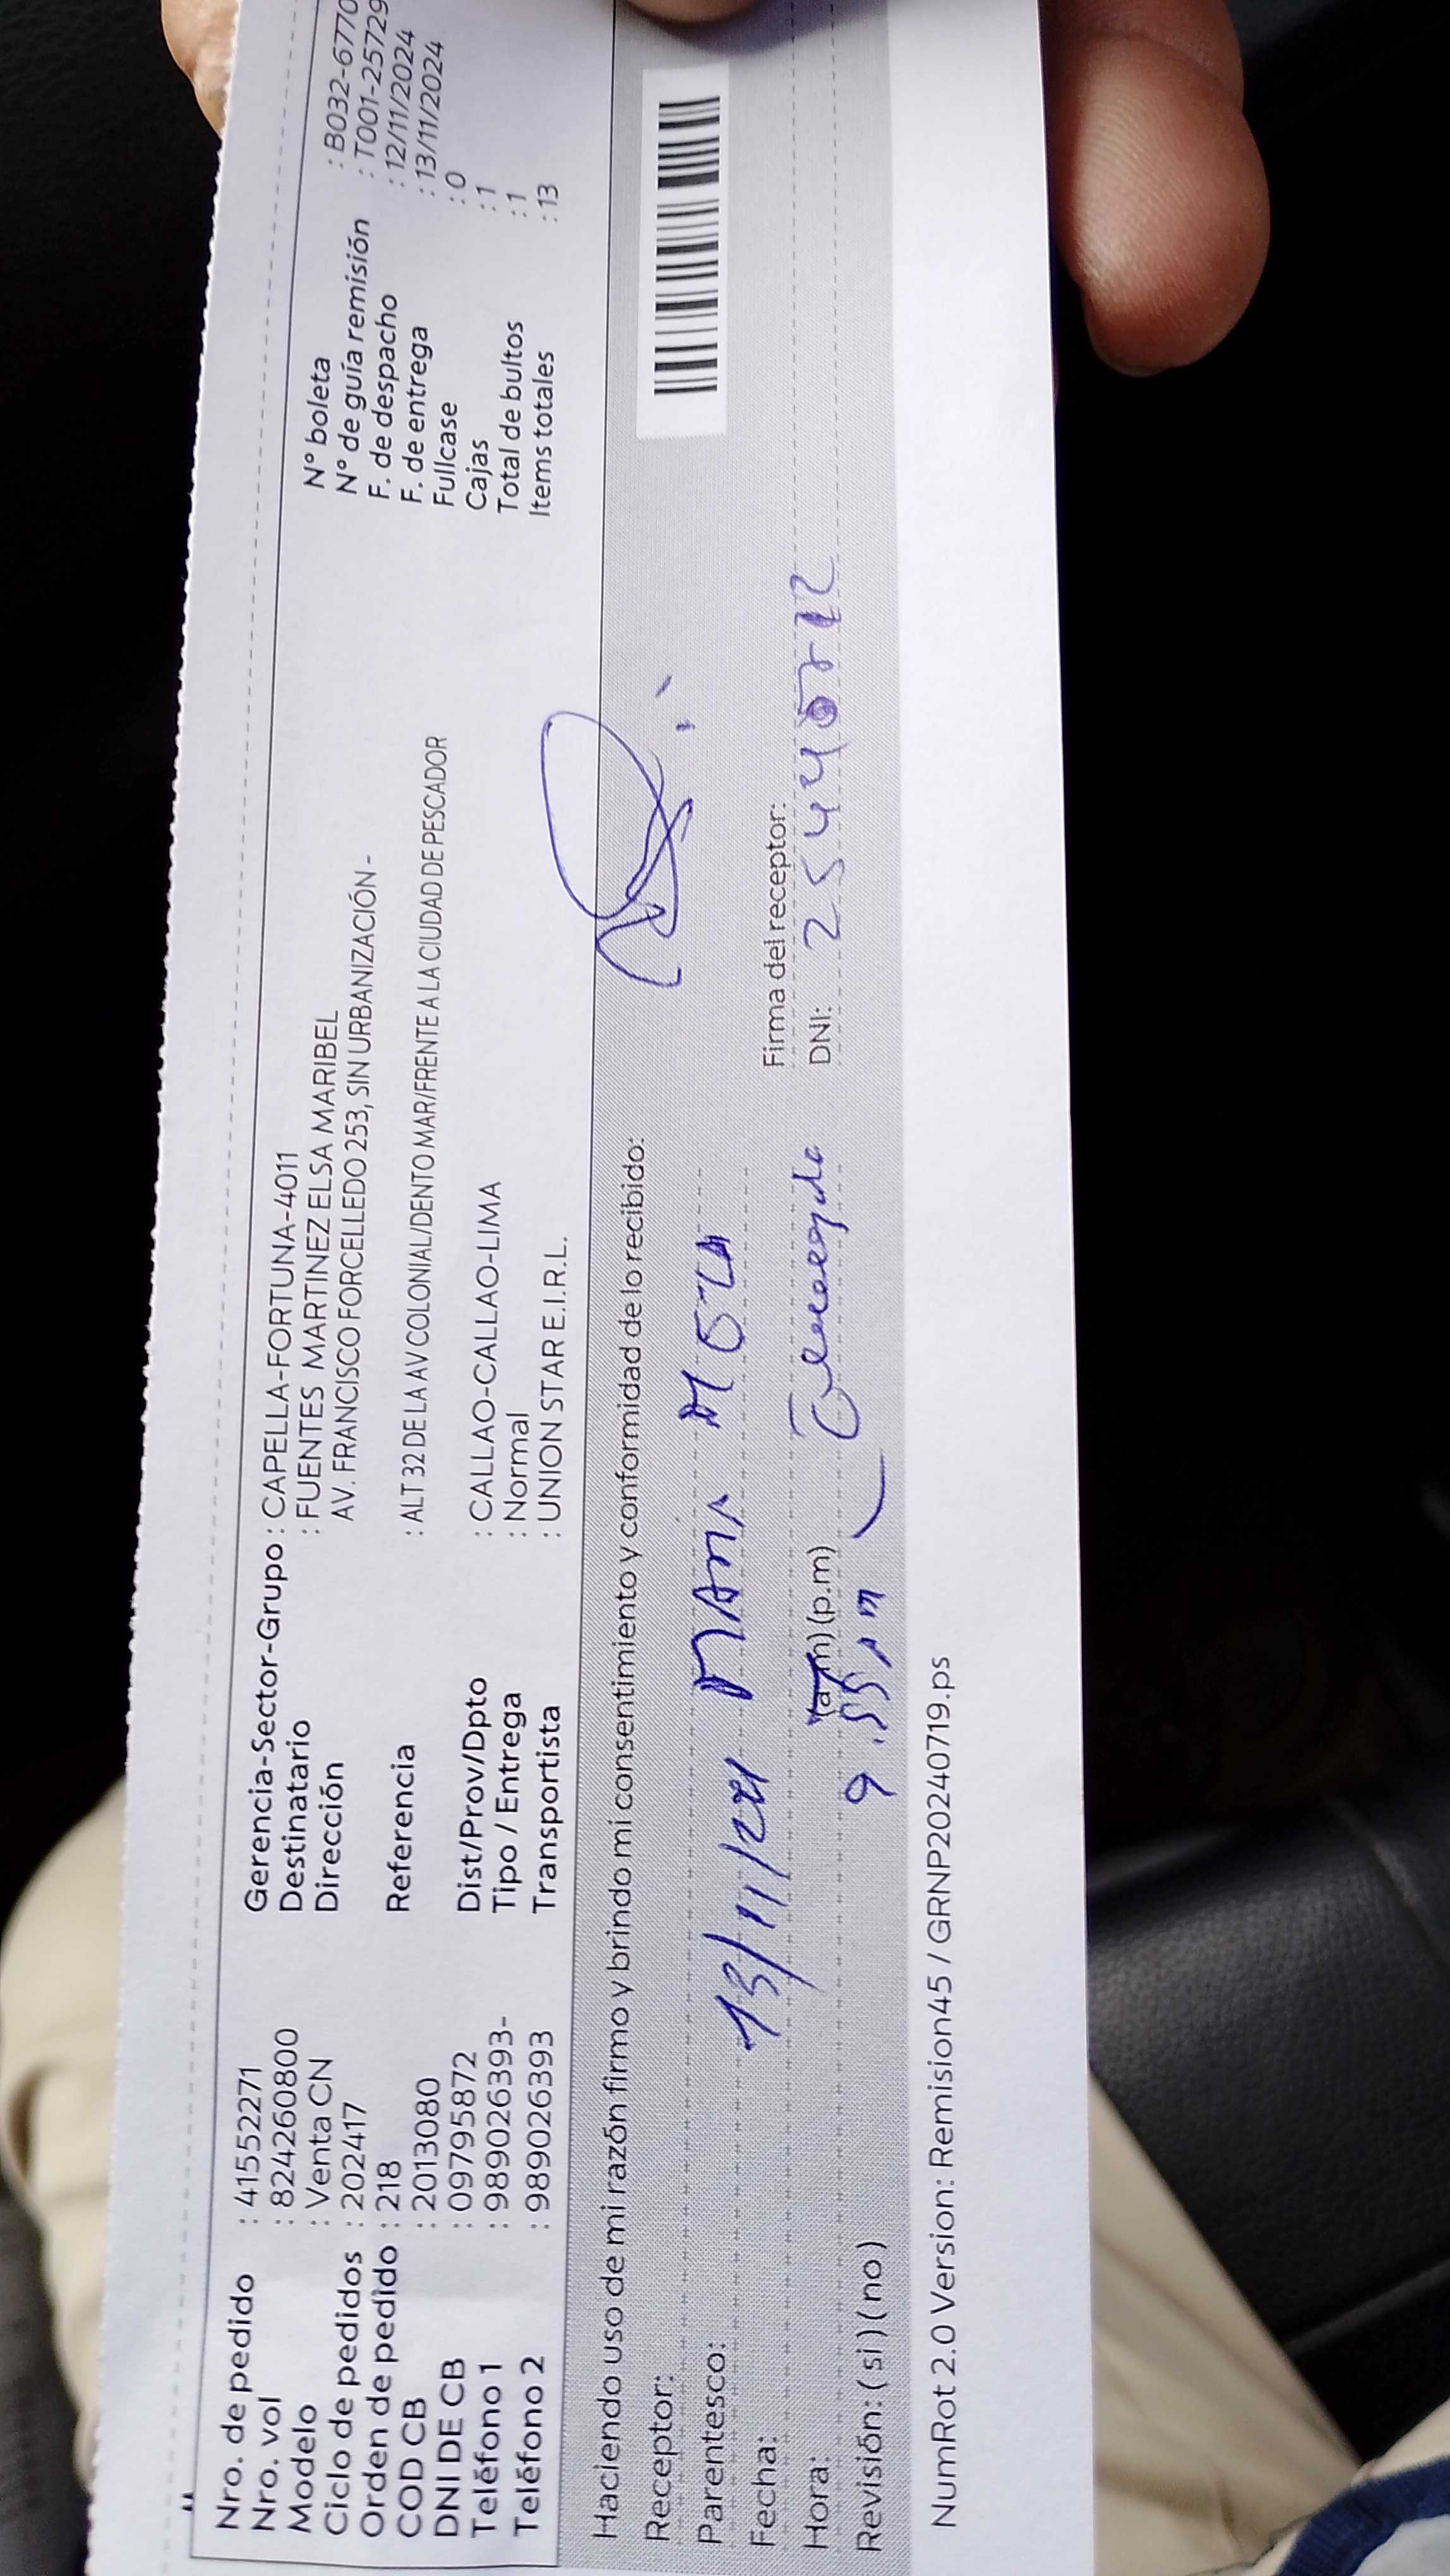 Nro. de pedido : 41552271
Nro. vol : 824260800
Modelo : Venta CN
Ciclo de pedidos : 202417
Orden de pedido : 218
COD CB : 2013080
DNI DE CB : 09795872
Teléfono 1 : 989026393-
Teléfono 2 : 989026393
Gerencia-Sector-Grupo : CAPELLA-FORTUNA-4011
Destinatario : FUENTES MARTINEZ ELSA MARIBEL
Dirección AV. FRANCISCO FORCELLEDO 253, SIN URBANIZACIÓN -
Referencia : ALT 32 DE LA AV COLONIAL/DENTO MAR/FRENTE A LA CIUDAD DE PESCADOR
Dist/Prov/Dpto : CALLAO-CALLAO-LIMA
Tipo / Entrega : Normal
Transportista : UNION STAR E.I.R.L.
N° boleta : B032-6770
N° de guía remisión : T001-25729
F. de despacho : 12/11/2024
F. de entrega : 13/11/2024
Fullcase : 0
Cajas : 1
Total de bultos : 1
Items totales : 13
Haciendo uso de mi razón firmo y brindo mi consentimiento y conformidad de lo recibido:
Receptor:
Parentesco:
Fecha: 13/11/24
Hora: (a.m) (p.m)
9.55
Revisión: (si) (no)
Firma del receptor:
DNI:
NumRot 2.0 Version: Remision45 / GRNP20240719.ps